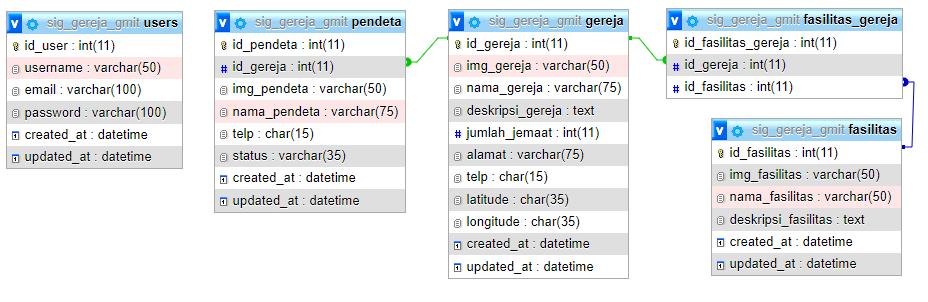 sig_gereja_gmit users
id_user : int(11)
username : varchar(50)
email : varchar(100)
password : varchar(100)
created_at : datetime
updated_at : datetime
sig_gereja_gmit pendeta
id_pendeta : int(11)
id_gereja : int(11)
img_pendeta : varchar(50)
nama_pendeta : varchar(75)
telp : char(15)
status : varchar(35)
created_at : datetime
updated_at : datetime
sig_gereja_gmit gereja
id_gereja : int(11)
img_gereja : varchar(50)
nama_gereja : varchar(75)
deskripsi_gereja : text
jumlah_jemaat : int(11)
alamat : varchar(75)
telp : char(15)
latitude : char(35)
longitude : char(35)
created_at : datetime
updated_at : datetime
sig_gereja_gmit fasilitas_gereja
id_fasilitas_gereja : int(11)
id_gereja : int(11)
id_fasilitas : int(11)
sig_gereja_gmit fasilitas
id_fasilitas : int(11)
img_fasilitas : varchar(50)
nama_fasilitas : varchar(50)
deskripsi_fasilitas : text
created_at : datetime
updated_at : datetime